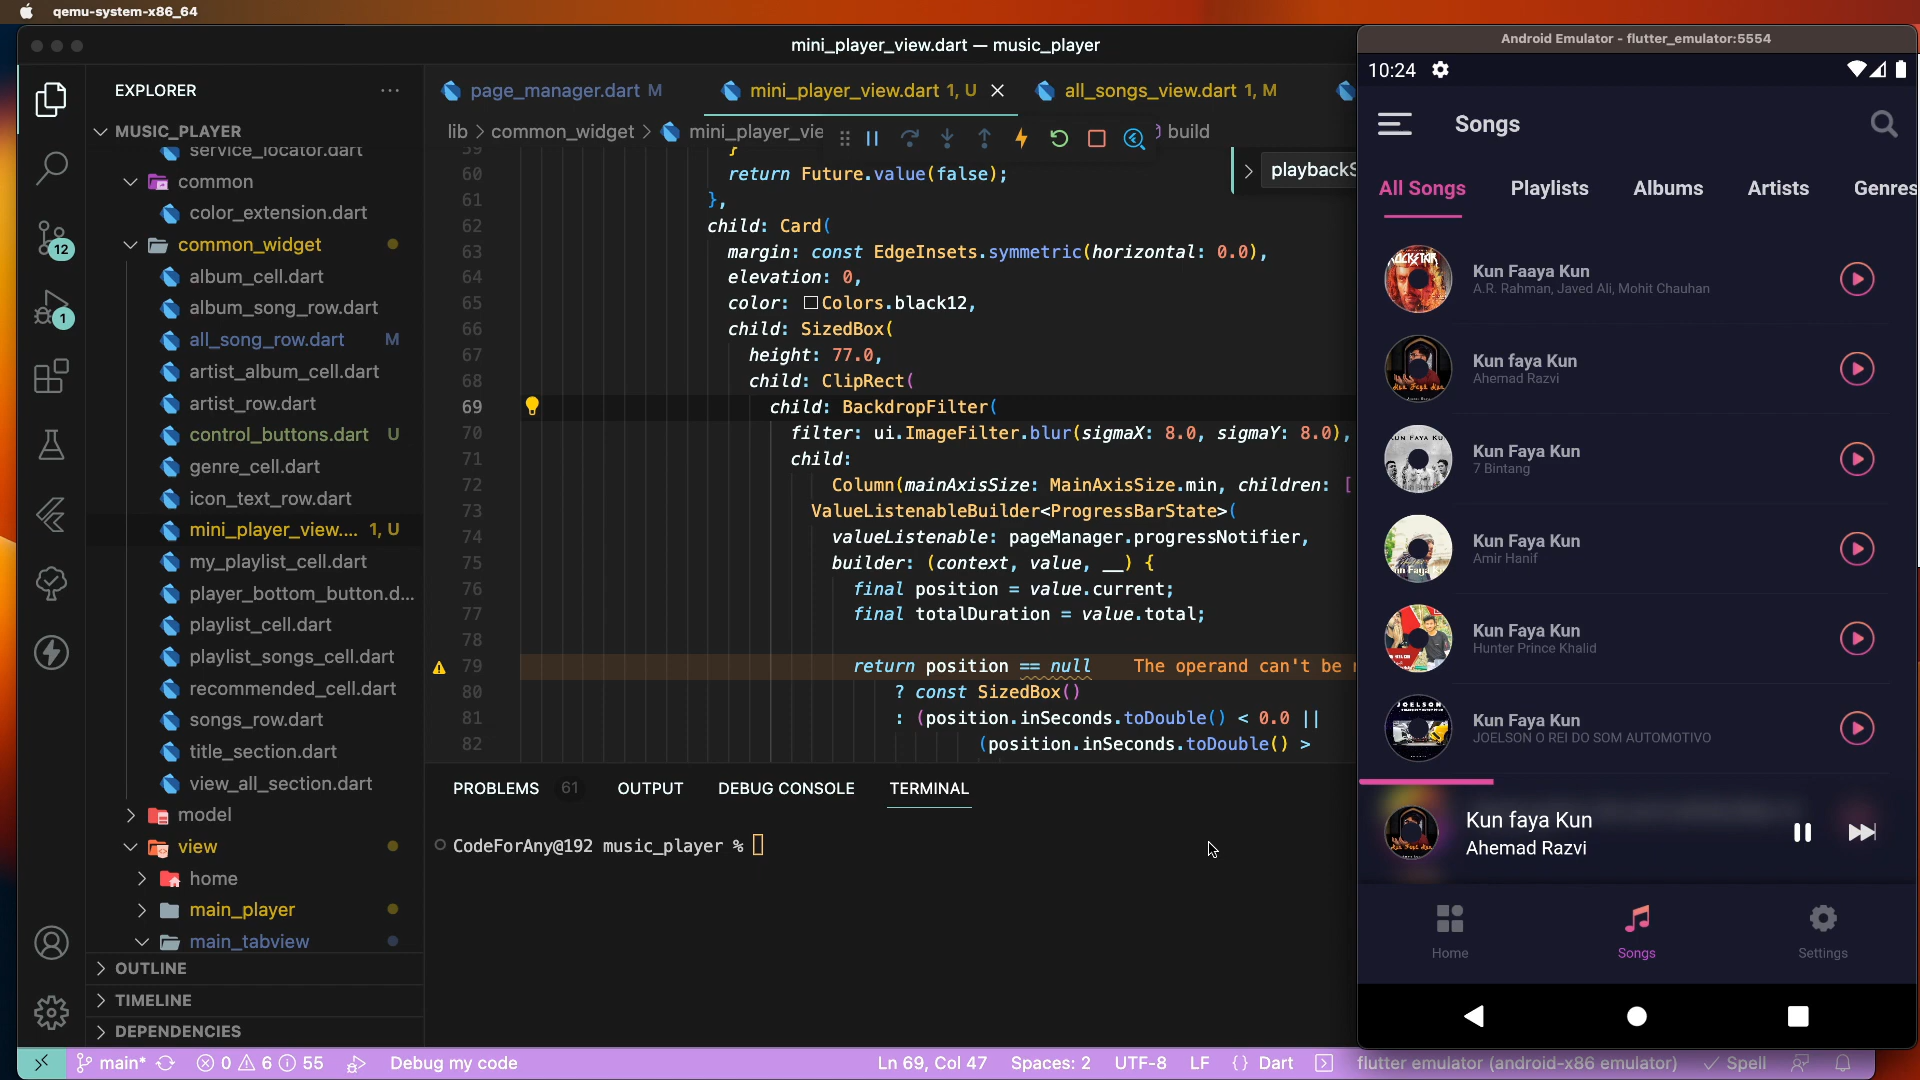 qemu-system-x86_64
mini_player_view.dart — music_player
EXPLORER
MUSIC_PLAYER
service_locator.dart
common
color_extension.dart
common_widget
album_cell.dart
album_song_row.dart
all_song_row.dart M
artist_album_cell.dart
artist_row.dart
control_buttons.dart U
genre_cell.dart
icon_text_row.dart
mini_player_view.... 1, U
my_playlist_cell.dart
player_bottom_button.d...
playlist_cell.dart
playlist_songs_cell.dart
recommended_cell.dart
songs_row.dart
title_section.dart
view_all_section.dart
model
view
home
main_player
main_tabview
OUTLINE
TIMELINE
DEPENDENCIES
12
1
page_manager.dart M
mini_player_view.dart 1, U
all_songs_view.dart 1, M
lib > common_widget > mini_player_vie
build
playbackS
59 }
60 return Future.value(false);
61 },
62 child: Card(
63 margin: const EdgeInsets.symmetric(horizontal: 0.0),
64 elevation: 0,
65 color: Colors.black12,
66 child: SizedBox(
67 height: 77.0,
68 child: ClipRect(
69 child: BackdropFilter(
70 filter: ui.ImageFilter.blur(sigmaX: 8.0, sigmaY: 8.0),
71 child:
72 Column(mainAxisSize: MainAxisSize.min, children: [
73 ValueListenableBuilder<ProgressBarState>(
74 valueListenable: pageManager.progressNotifier,
75 builder: (context, value, __) {
76 final position = value.current;
77 final totalDuration = value.total;
78
79 return position == null The operand can't be
80 ? const SizedBox()
81 : (position.inSeconds.toDouble() < 0.0 ||
82 (position.inSeconds.toDouble() >
PROBLEMS 61 OUTPUT DEBUG CONSOLE TERMINAL
CodeForAny@192 music_player %
main* 0 6 55 Debug my code
Ln 69, Col 47 Spaces: 2 UTF-8 LF {} Dart flutter emulator (android-x86 emulator) Spell
Android Emulator - flutter_emulator:5554
10:24
Songs
All Songs Playlists Albums Artists Genres
ROCKSTAR
Kun Faaya Kun
A.R. Rahman, Javed Ali, Mohit Chauhan
Kun faya Kun
Ahemad Razvi
Kun Faya Kun
7 Bintang
Kun Faya Kun
Amir Hanif
Kun Faya Kun
Hunter Prince Khalid
JOELSON
Kun Faya Kun
JOELSON O REI DO SOM AUTOMOTIVO
Kun faya Kun
Ahemad Razvi
Home Songs Settings